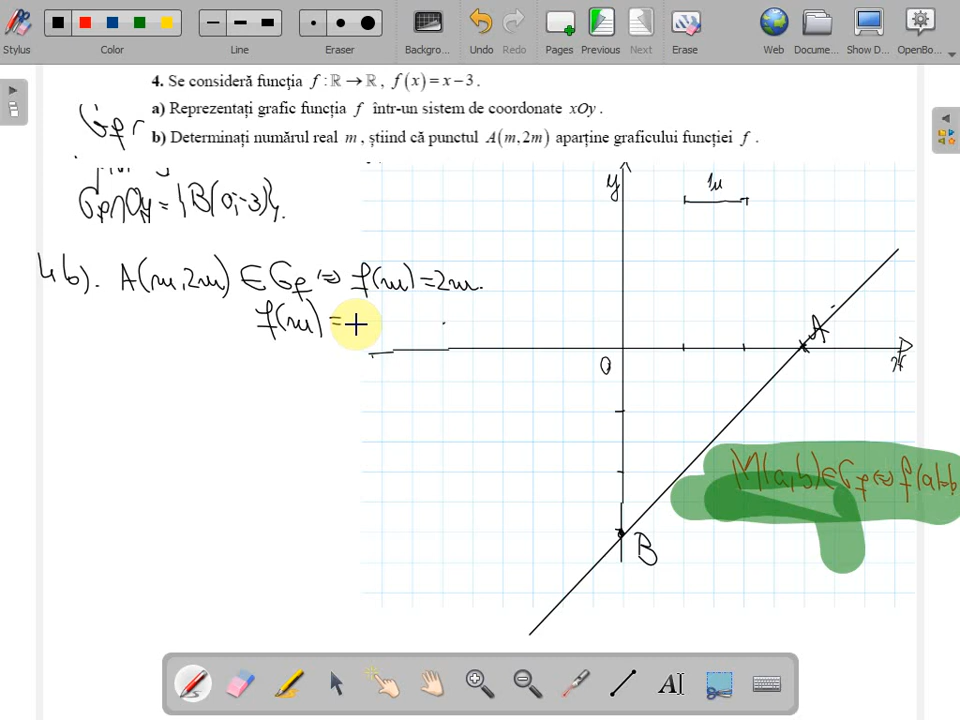 Stylus Color Line Eraser Backgro... Undo Redo Pages Previous Next Erase Web Docume... Show D... OpenBo...
4. Se consideră funcția f : ℝ → ℝ, f(x) = x − 3.
a) Reprezentați grafic funcția f într-un sistem de coordonate xOy.
b) Determinați numărul real m, știind că punctul A(m, 2m) aparține graficului funcției f.
y
1u
Gf∩Oy = {B(0;-3)}.
4b). A(m,2m) ∈ Gf ⇔ f(m) = 2m.
f(m) =
A
O
x
M(a,b) ∈ Gf ⇔ f(a)=b
B